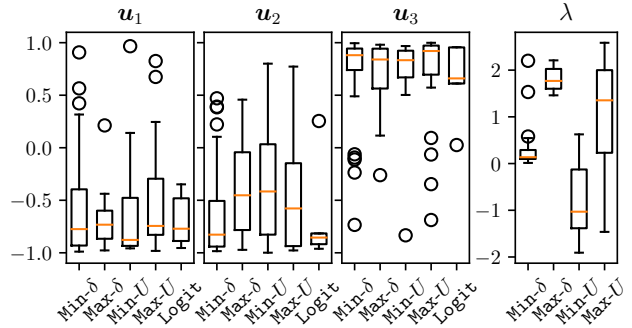 u₁ u₂ u₃ λ
1.0
0.5
0.0
−0.5
−1.0
2
1
0
−1
−2
Min-δ Max-δ Min-U Max-U Logit
Min-δ Max-δ Min-U Max-U Logit
Min-δ Max-δ Min-U Max-U Logit
Min-δ Max-δ Min-U Max-U